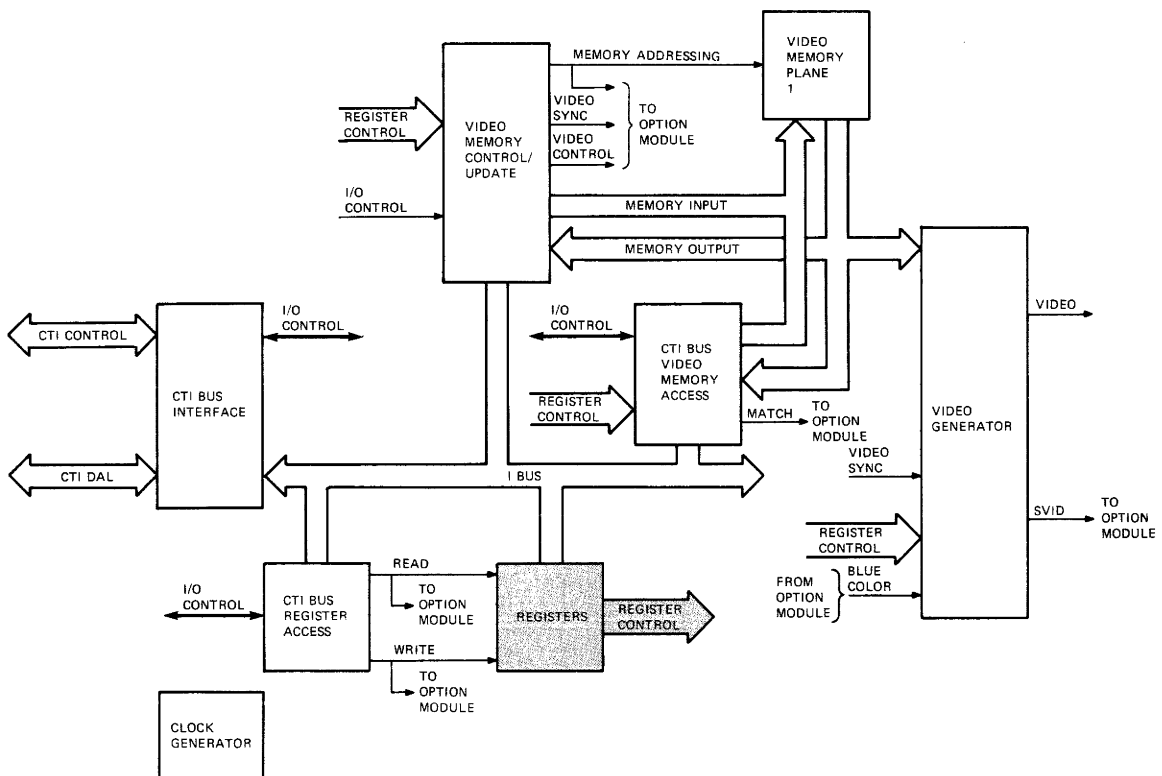 VIDEO
MEMORY
PLANE
1
MEMORY ADDRESSING
VIDEO
SYNC
VIDEO
CONTROL
TO
OPTION
MODULE
REGISTER
CONTROL
VIDEO
MEMORY
CONTROL/
UPDATE
I/O
CONTROL
MEMORY INPUT
MEMORY OUTPUT
CTI CONTROL
I/O
CONTROL
CTI BUS
INTERFACE
CTI DAL
I/O
CONTROL
CTI BUS
VIDEO
MEMORY
ACCESS
REGISTER
CONTROL
MATCH
TO
OPTION
MODULE
I BUS
VIDEO
GENERATOR
VIDEO
VIDEO
SYNC
SVID
TO
OPTION
MODULE
REGISTER
CONTROL
FROM
OPTION
MODULE
BLUE
COLOR
I/O
CONTROL
CTI BUS
REGISTER
ACCESS
READ
TO
OPTION
MODULE
WRITE
TO
OPTION
MODULE
REGISTERS
REGISTER
CONTROL
CLOCK
GENERATOR